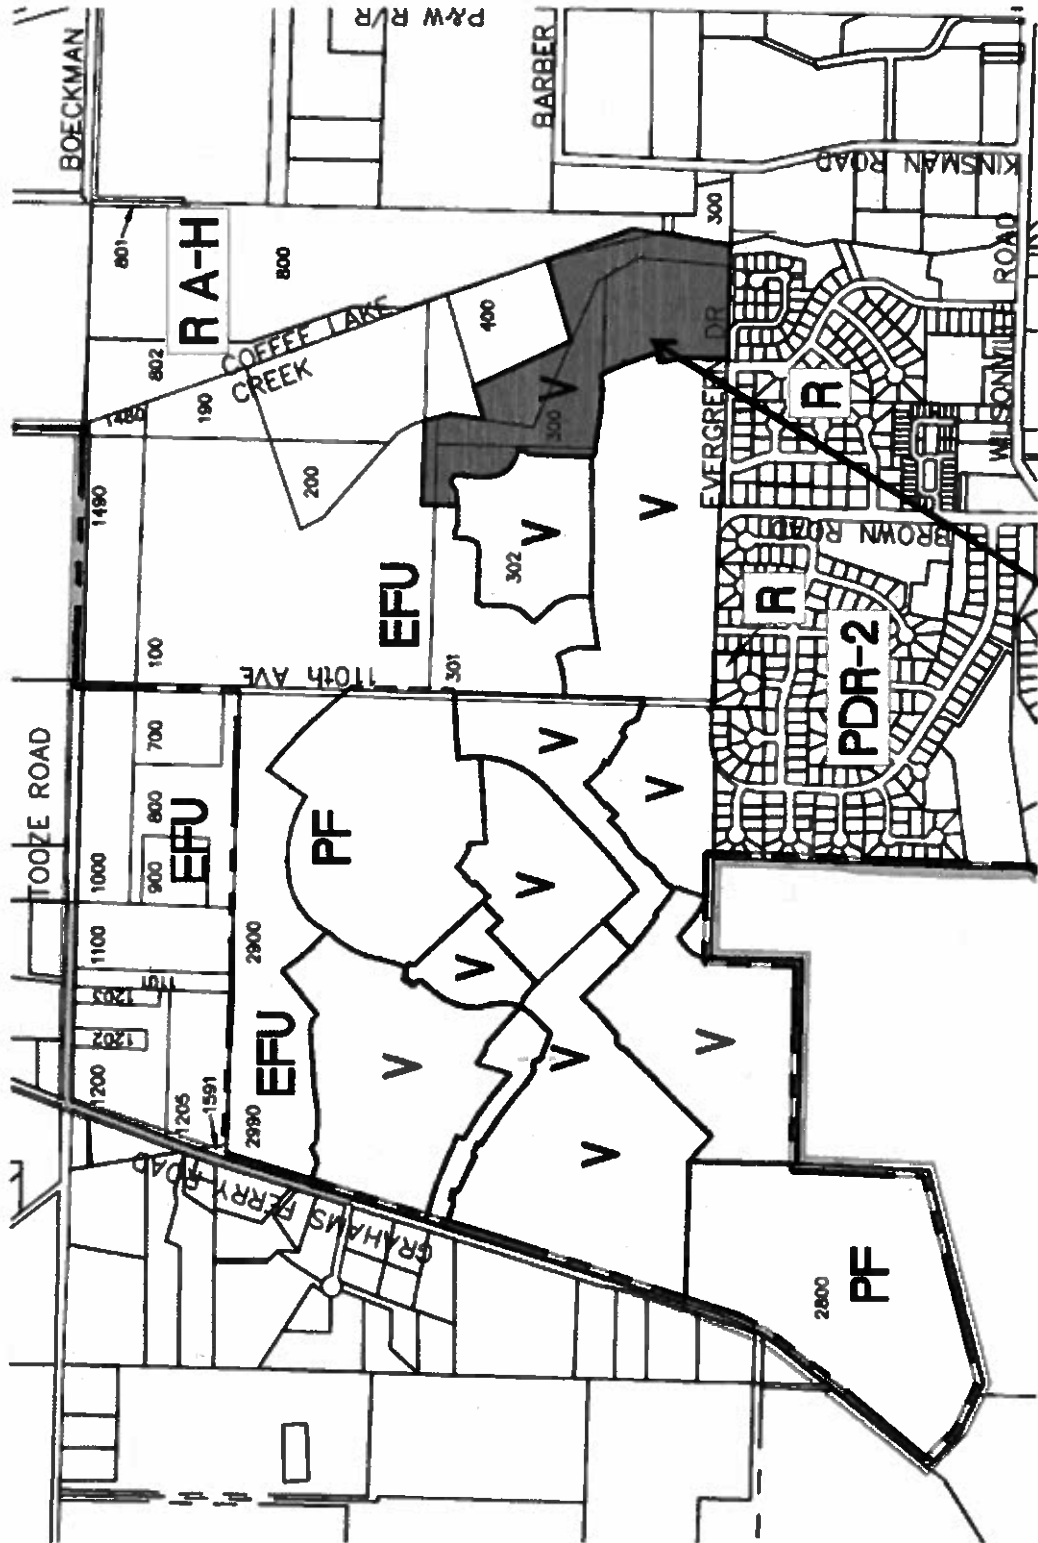 BOECKMAN
P&W R/R
BARBER
KINSMAN ROAD
801
R A-H
800
300
802
COFFEE LAKE
CREEK
400
DR
WILSONVILLE ROAD
1480
190
V
300
R
EVERGREEN
200
1490
EFU
302
V
V
BROWN ROAD
R
100
110th AVE
301
PDR-2
TOOZE ROAD
700
800
EFU
900
1000
PF
V
V
V
1100
2900
1101
1203
1202
V
EFU
V
V
V
1200
1205
1591
2990
V
GRAHAMS FERRY ROAD
2800
PF